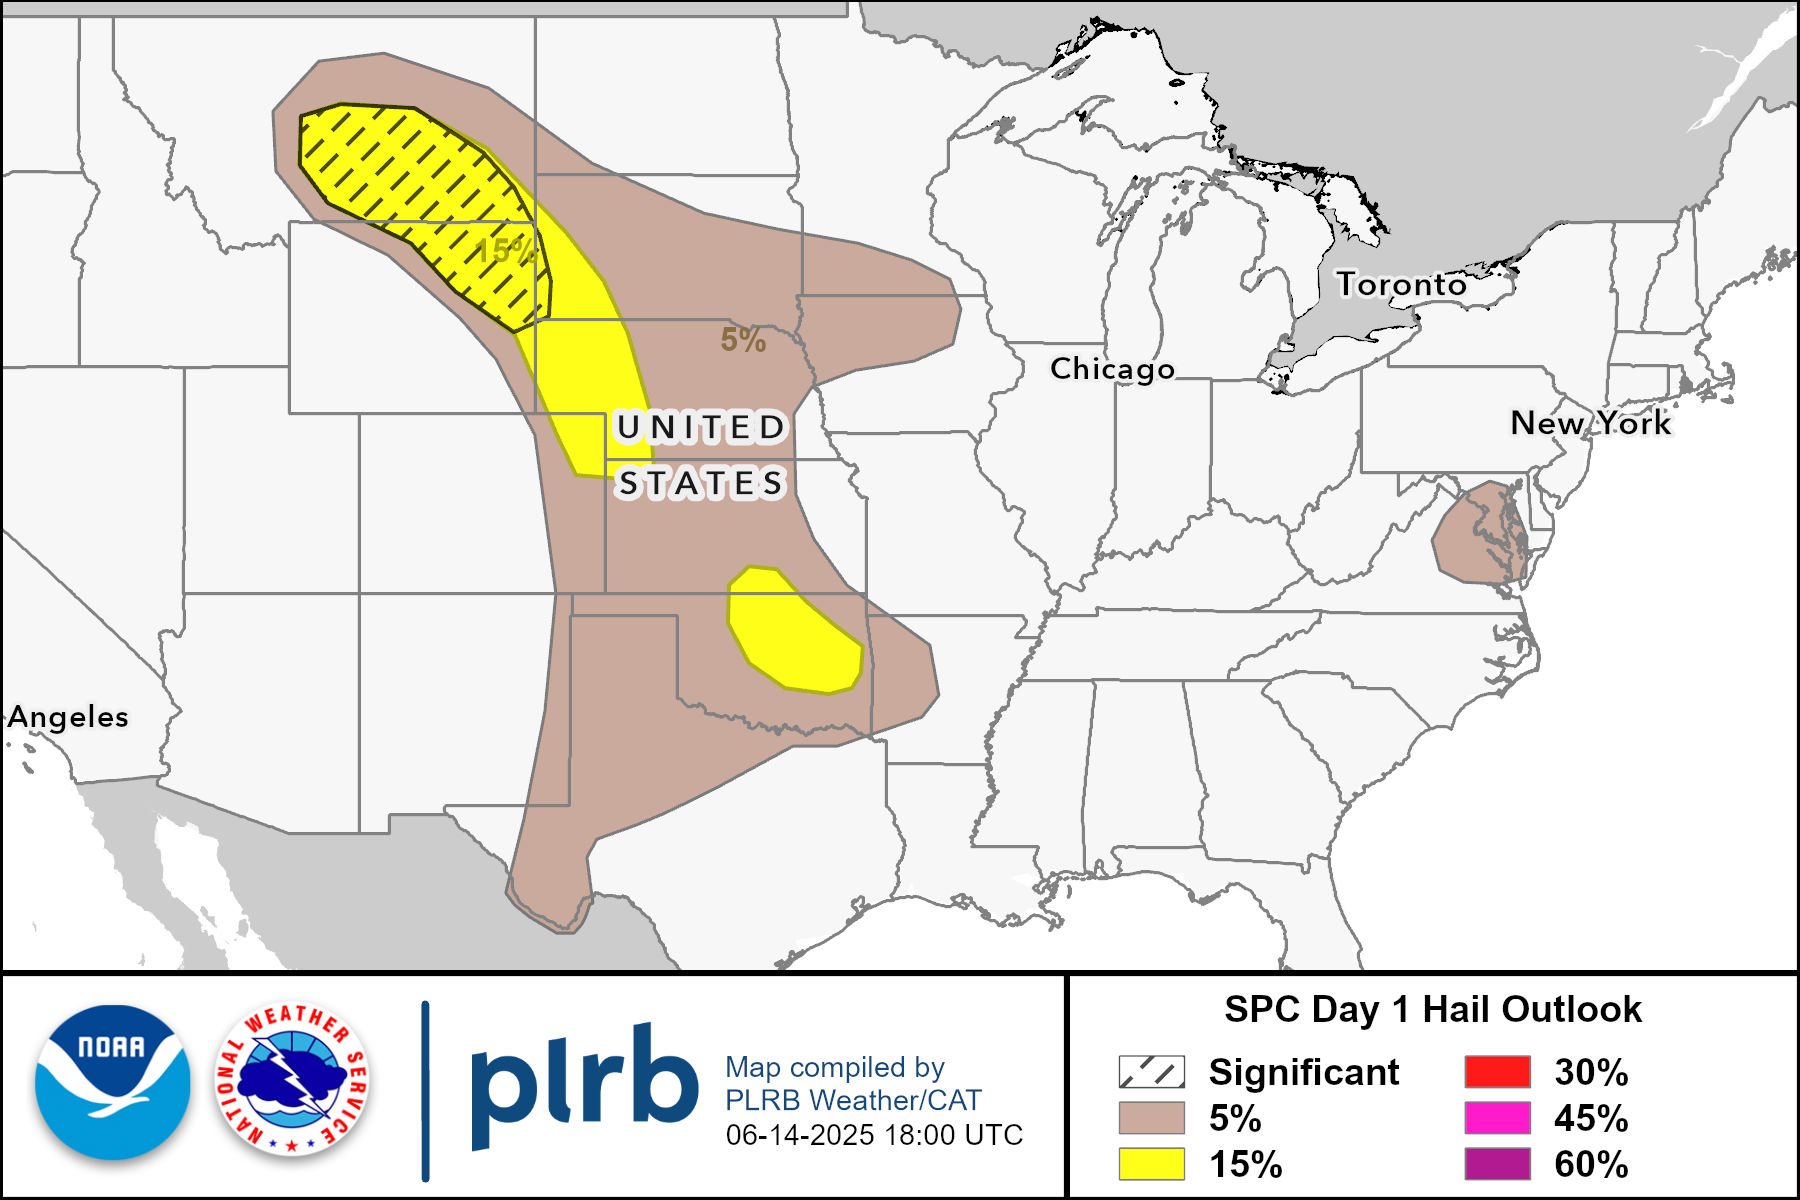 15%
5%
Toronto
Chicago
UNITED
STATES
New York
Angeles
NOAA
NATIONAL WEATHER SERVICE
plrb
Map compiled by
PLRB Weather/CAT
06-14-2025 18:00 UTC
SPC Day 1 Hail Outlook
Significant
5%
15%
30%
45%
60%